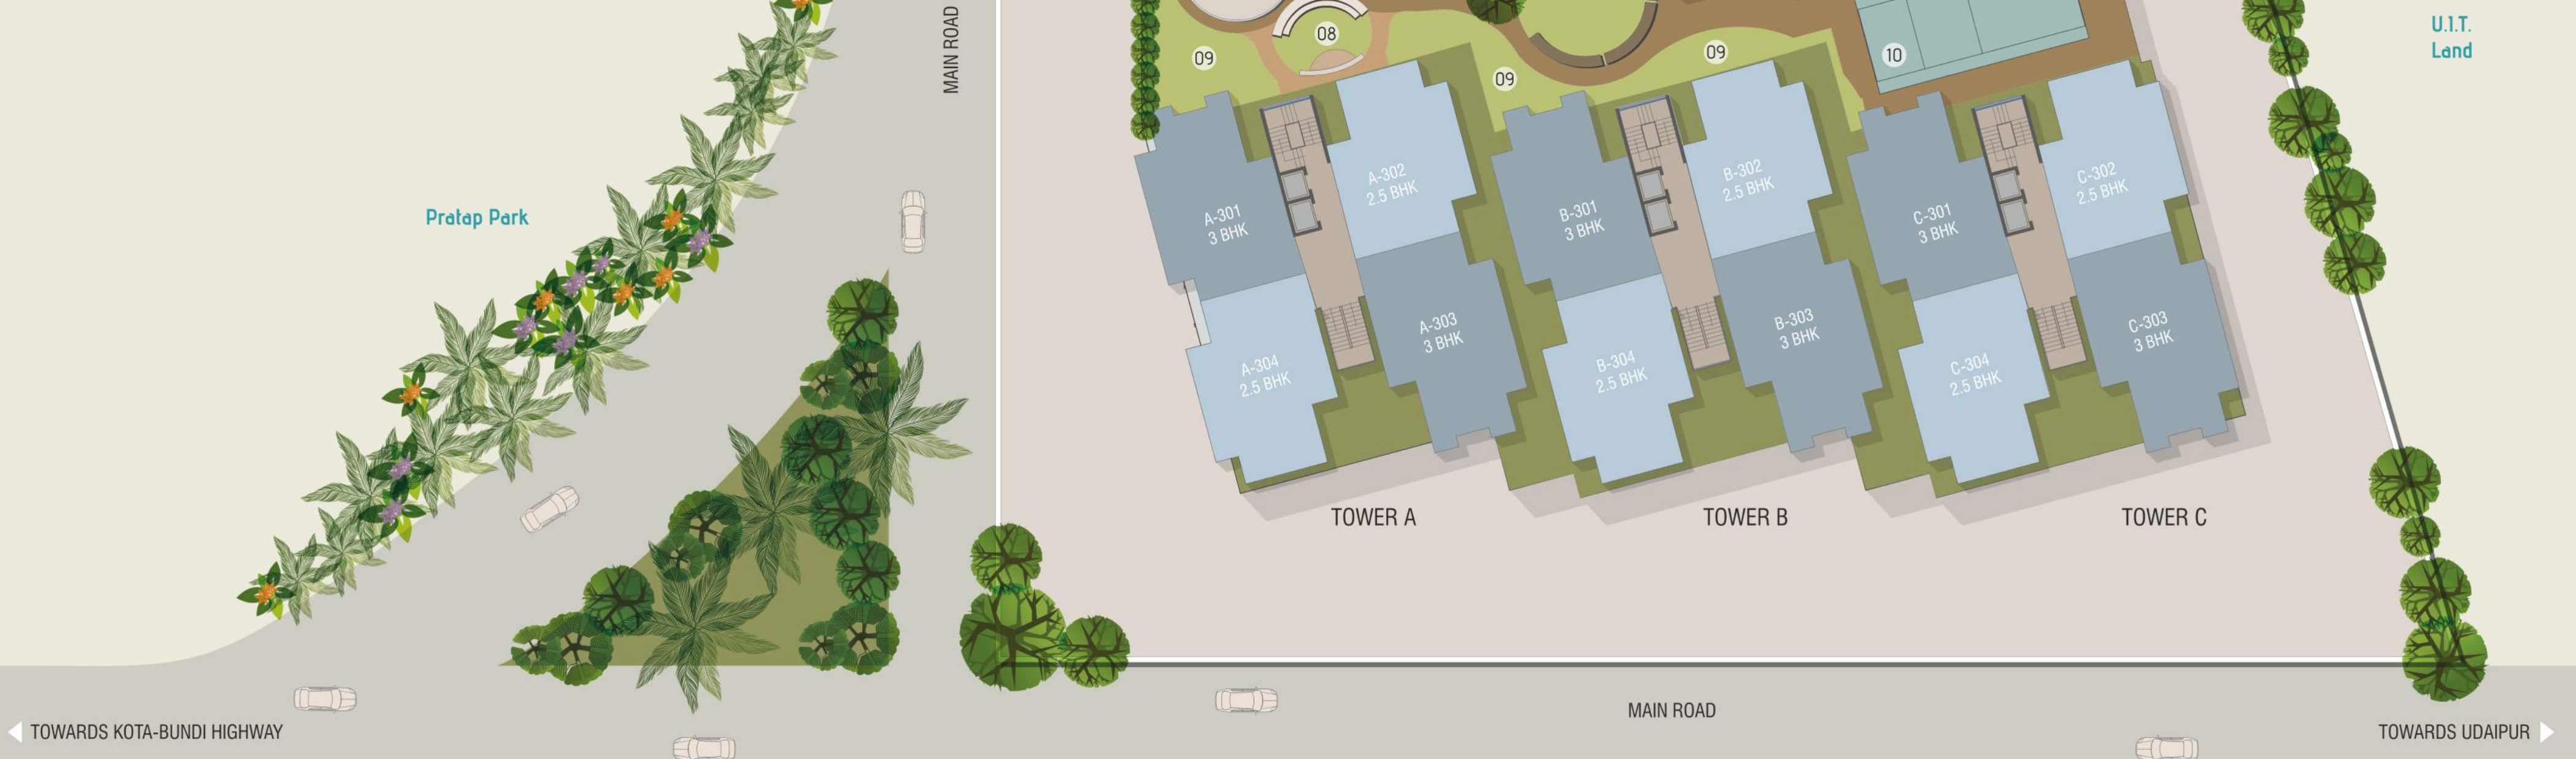 MAIN ROAD
08
09
09
09
10
U.I.T.
Land
Pratap Park
A-301
3 BHK
A-302
2.5 BHK
A-303
3 BHK
A-304
2.5 BHK
B-301
3 BHK
B-302
2.5 BHK
B-303
3 BHK
B-304
2.5 BHK
C-301
3 BHK
C-302
2.5 BHK
C-303
3 BHK
C-304
2.5 BHK
TOWER A
TOWER B
TOWER C
MAIN ROAD
TOWARDS KOTA-BUNDI HIGHWAY
TOWARDS UDAIPUR